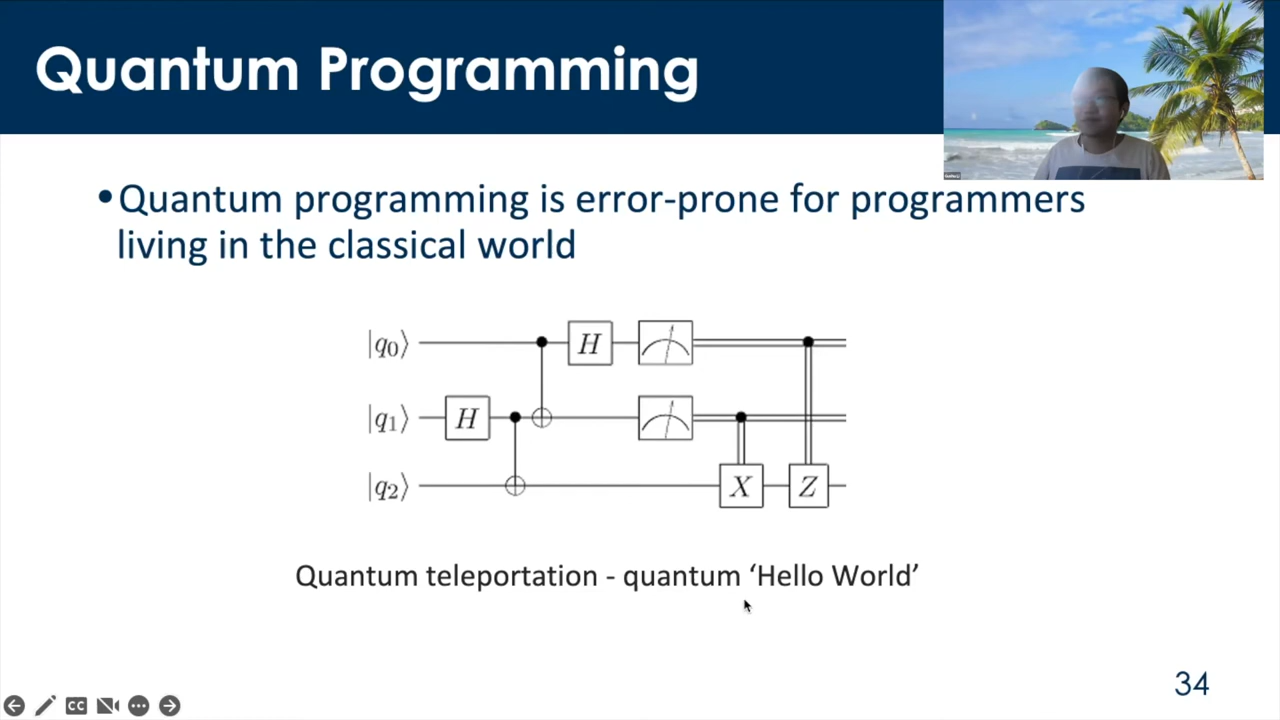 Quantum Programming
•Quantum programming is error-prone for programmers
living in the classical world
|q₀⟩ H
|q₁⟩ H
|q₂⟩ X Z
Quantum teleportation - quantum ‘Hello World’
34
CC